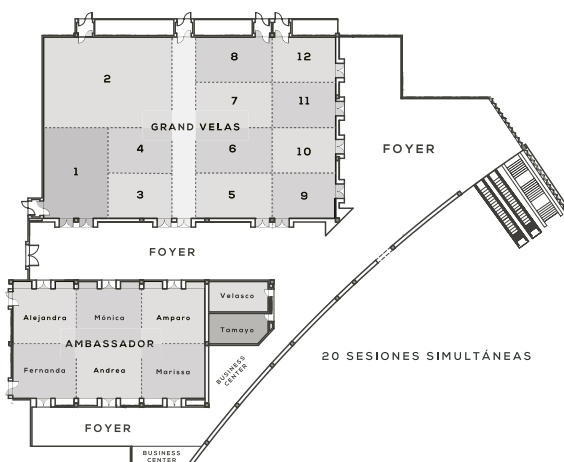 8
12
2
7
11
GRAND VELAS
4
6
10
FOYER
1
3
5
9
FOYER
Velasco
Alejandra
Mónica
Amparo
Tamayo
AMBASSADOR
20 SESIONES SIMULTÁNEAS
Fernanda
Andrea
Marissa
BUSINESS
CENTER
FOYER
BUSINESS
CENTER